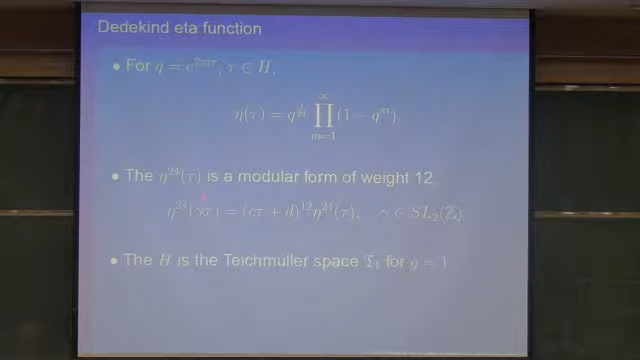 Dedekind eta function
• For q = e^{2πiτ}, τ ∈ H,
η(τ) = q^{1/24} ∏_{m=1}^{∞} (1 − q^m),
• The η^{24}(τ) is a modular form of weight 12.
η^{24}(γτ) = (cτ + d)^{12} η^{24}(τ), γ ∈ SL_2(ℤ),
• The H is the Teichmuller space 𝔗_1 for g = 1